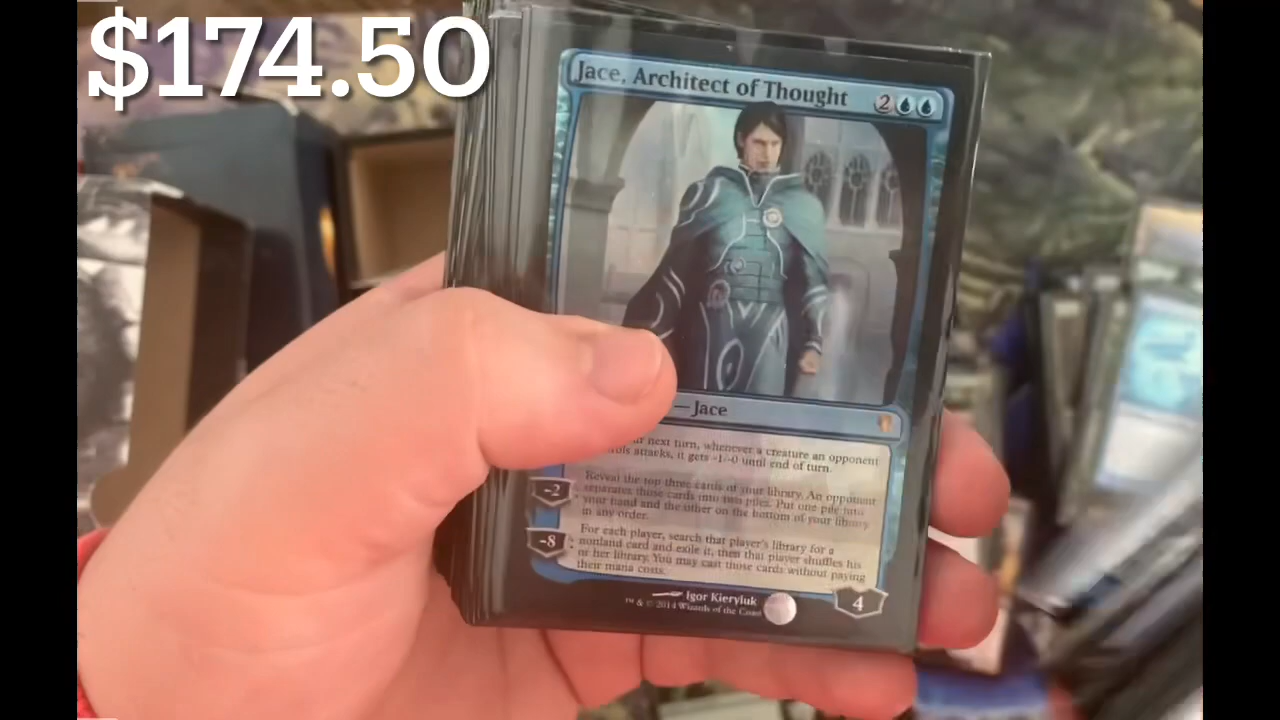 $174.50
Jace, Architect of Thought 2
— Jace
next turn, whenever a creature an opponent
attacks, it gets -1/-0 until end of turn.
-2
Reveal the top three cards of your library. An opponent
separates those cards into two piles. Put one pile into
your hand and the other on the bottom of your library
in any order.
-8
For each player, search that player's library for a
nonland card and exile it, then that player shuffles his
or her library. You may cast those cards without paying
their mana costs.
Igor Kieryluk
™ & © 2014 Wizards of the Coast
4